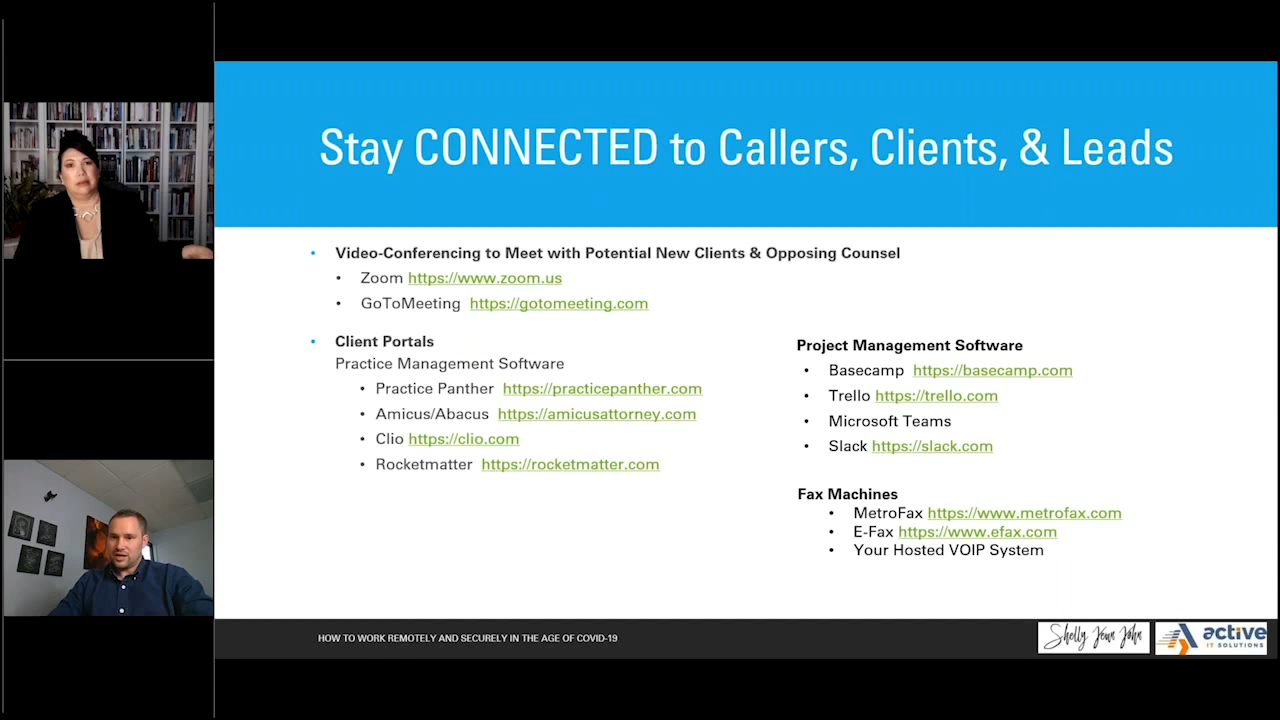 Stay CONNECTED to Callers, Clients, & Leads
• Video-Conferencing to Meet with Potential New Clients & Opposing Counsel
• Zoom https://www.zoom.us
• GoToMeeting https://gotomeeting.com
• Client Portals
Practice Management Software
• Practice Panther https://practicepanther.com
• Amicus/Abacus https://amicusattorney.com
• Clio https://clio.com
• Rocketmatter https://rocketmatter.com
Project Management Software
• Basecamp https://basecamp.com
• Trello https://trello.com
• Microsoft Teams
• Slack https://slack.com
Fax Machines
• MetroFax https://www.metrofax.com
• E-Fax https://www.efax.com
• Your Hosted VOIP System
HOW TO WORK REMOTELY AND SECURELY IN THE AGE OF COVID-19
Shelly Jean John
active
IT SOLUTIONS